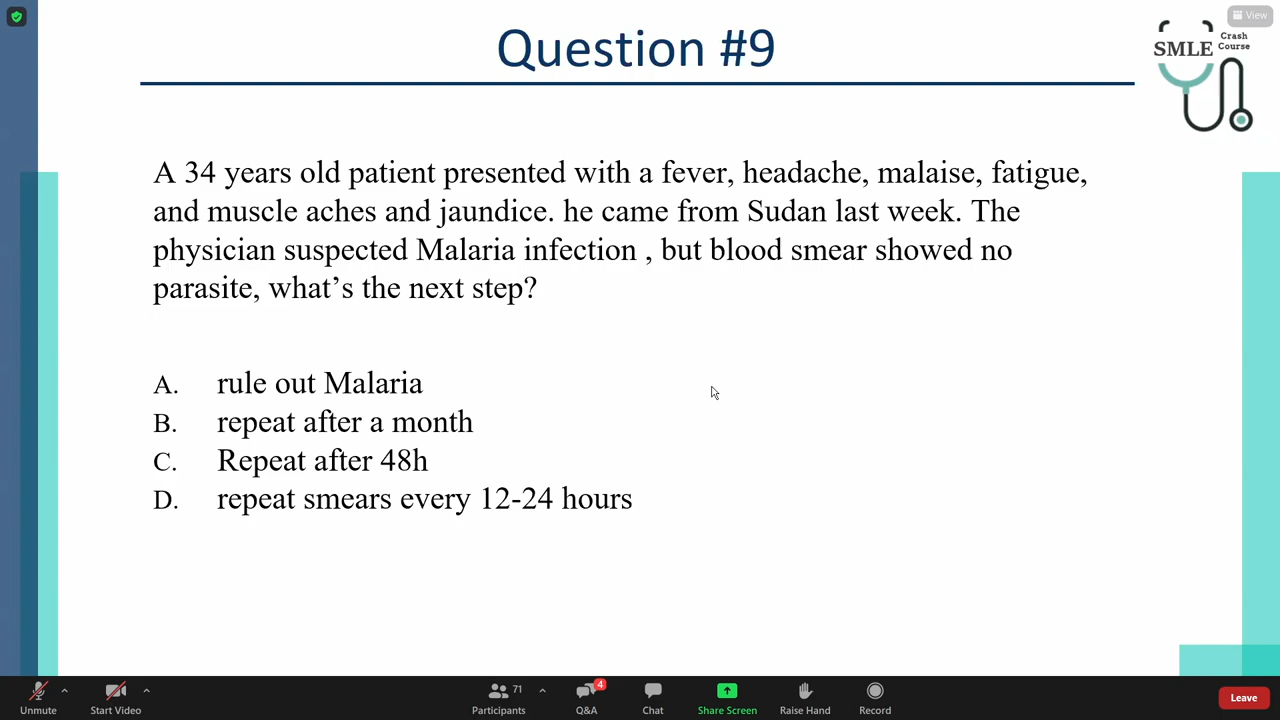 View
Question #9
SMLE Crash Course
A 34 years old patient presented with a fever, headache, malaise, fatigue,
and muscle aches and jaundice. he came from Sudan last week. The
physician suspected Malaria infection , but blood smear showed no
parasite, what’s the next step?
A. rule out Malaria
B. repeat after a month
C. Repeat after 48h
D. repeat smears every 12-24 hours
71
4
Unmute
Start Video
Participants
Q&A
Chat
Share Screen
Raise Hand
Record
Leave